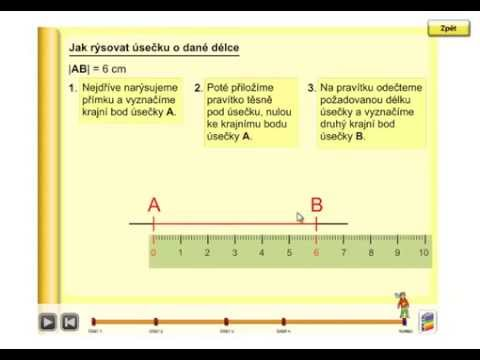 Zpět
Jak rýsovat úsečku o dané délce
|AB| = 6 cm
1. Nejdříve narýsujeme
přímku a vyznačíme
krajní bod úsečky A.
2. Poté přiložíme
pravítko těsně
pod úsečku, nulou
ke krajnímu bodu
úsečky A.
3. Na pravítku odečteme
požadovanou délku
úsečky a vyznačíme
druhý krajní bod
úsečky B.
A B
0 1 2 3 4 5 6 7 8 9 10